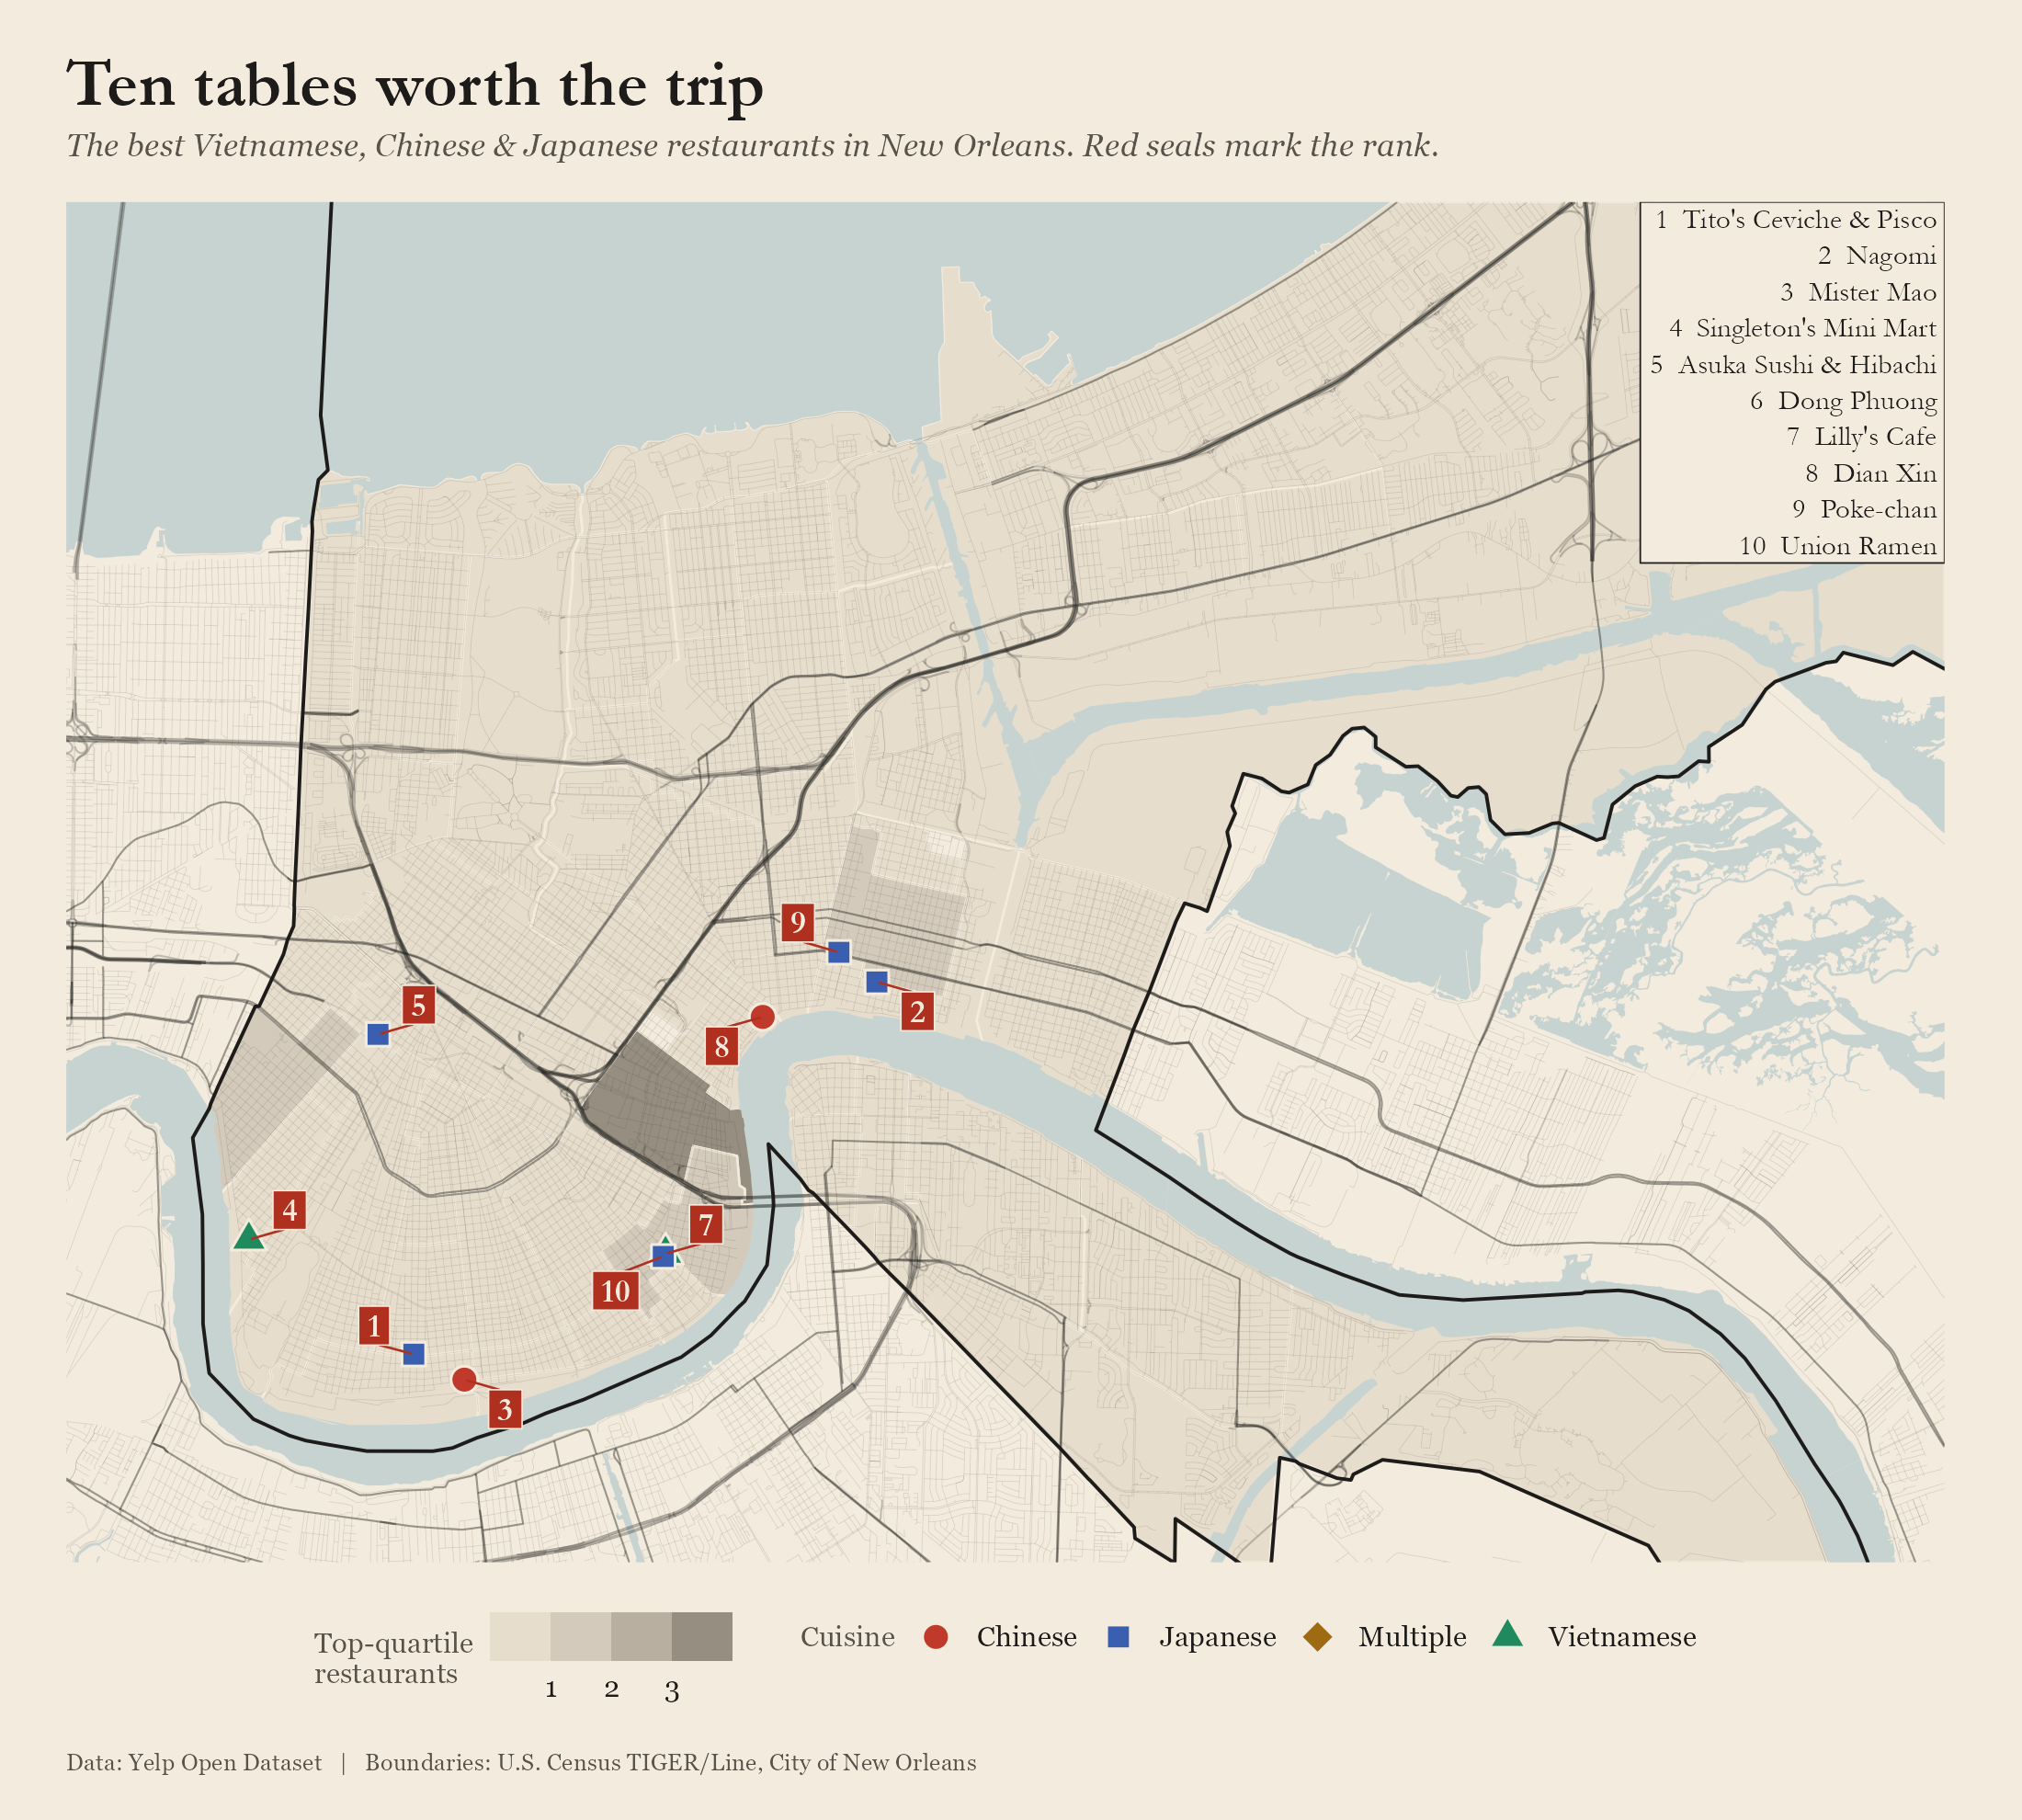 Ten tables worth the trip
The best Vietnamese, Chinese & Japanese restaurants in New Orleans. Red seals mark the rank.
1 Tito's Ceviche & Pisco
2 Nagomi
3 Mister Mao
4 Singleton's Mini Mart
5 Asuka Sushi & Hibachi
6 Dong Phuong
7 Lilly's Cafe
8 Dian Xin
9 Poke-chan
10 Union Ramen
9
2
5
8
4
7
10
1
3
Top-quartile
restaurants
1 2 3
Cuisine Chinese Japanese Multiple Vietnamese
Data: Yelp Open Dataset | Boundaries: U.S. Census TIGER/Line, City of New Orleans